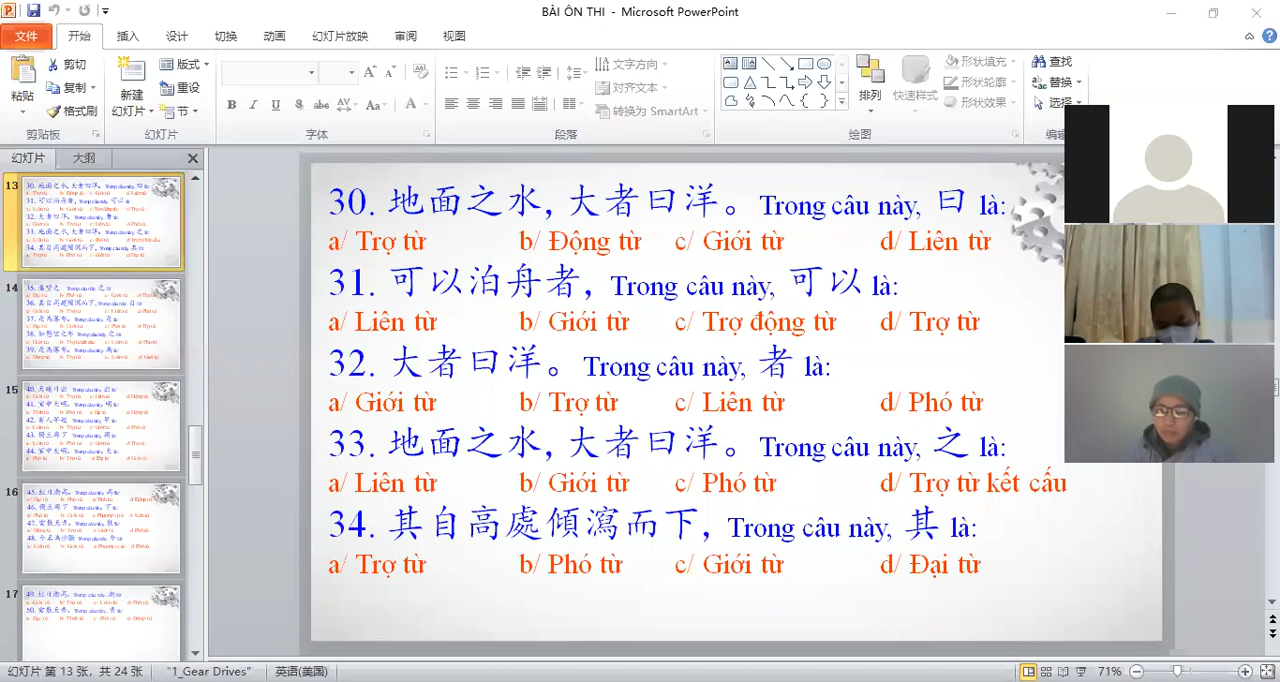 BÀI ÔN THI - Microsoft PowerPoint
文件 开始 插入 设计 切换 动画 幻灯片放映 审阅 视图
粘贴 剪切 复制 格式刷 新建 幻灯片 版式 重设 节
文字方向 对齐文本 转换为 SmartArt
排列 快速样式 形状填充 形状轮廓 形状效果 查找 替换 选择
剪贴板 幻灯片 字体 段落 绘图 编辑
幻灯片 大纲
30. 地面之水, 大者曰洋。Trong câu này, 曰 là:
a/ Trợ từ b/ Động từ c/ Giới từ d/ Liên từ
31. 可以泊舟者, Trong câu này, 可以 là:
a/ Liên từ b/ Giới từ c/ Trợ động từ d/ Trợ từ
32. 大者曰洋。Trong câu này, 者 là:
a/ Giới từ b/ Trợ từ c/ Liên từ d/ Phó từ
33. 地面之水, 大者曰洋。Trong câu này, 之 là:
a/ Liên từ b/ Giới từ c/ Phó từ d/ Trợ từ kết cấu
34. 其自高處傾瀉而下, Trong câu này, 其 là:
a/ Trợ từ b/ Phó từ c/ Giới từ d/ Đại từ
13
14
15
16
17
幻灯片 第 13 张，共 24 张 "1_Gear Drives" 英语(美国) 71%